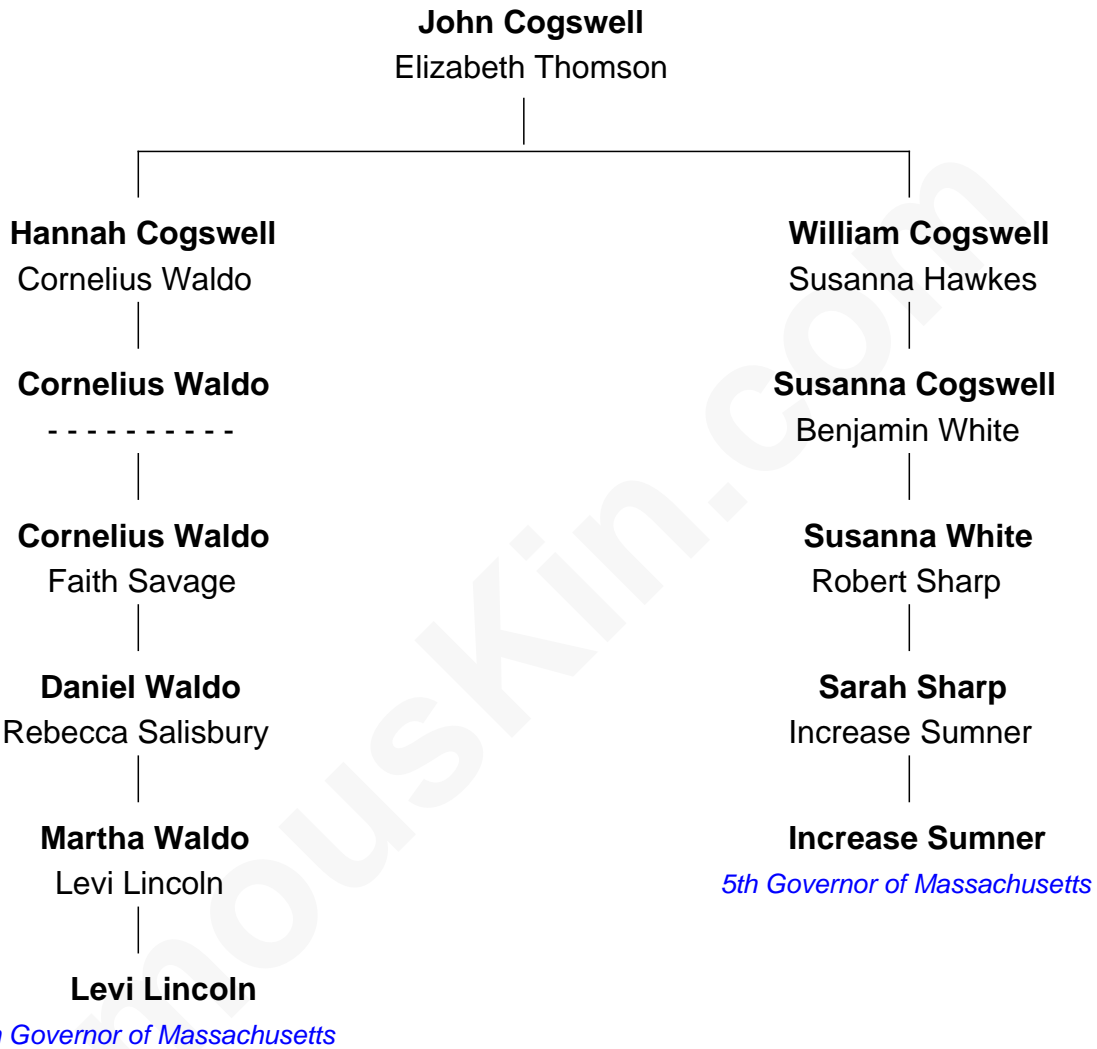 John Cogswell
Elizabeth Thomson
Hannah Cogswell
Cornelius Waldo
Cornelius Waldo
- - - - - - - - - -
Cornelius Waldo
Faith Savage
Daniel Waldo
Rebecca Salisbury
Martha Waldo
Levi Lincoln
Levi Lincoln
Governor of Massachusetts
William Cogswell
Susanna Hawkes
Susanna Cogswell
Benjamin White
Susanna White
Robert Sharp
Sarah Sharp
Increase Sumner
Increase Sumner
5th Governor of Massachusetts
mousKin.com